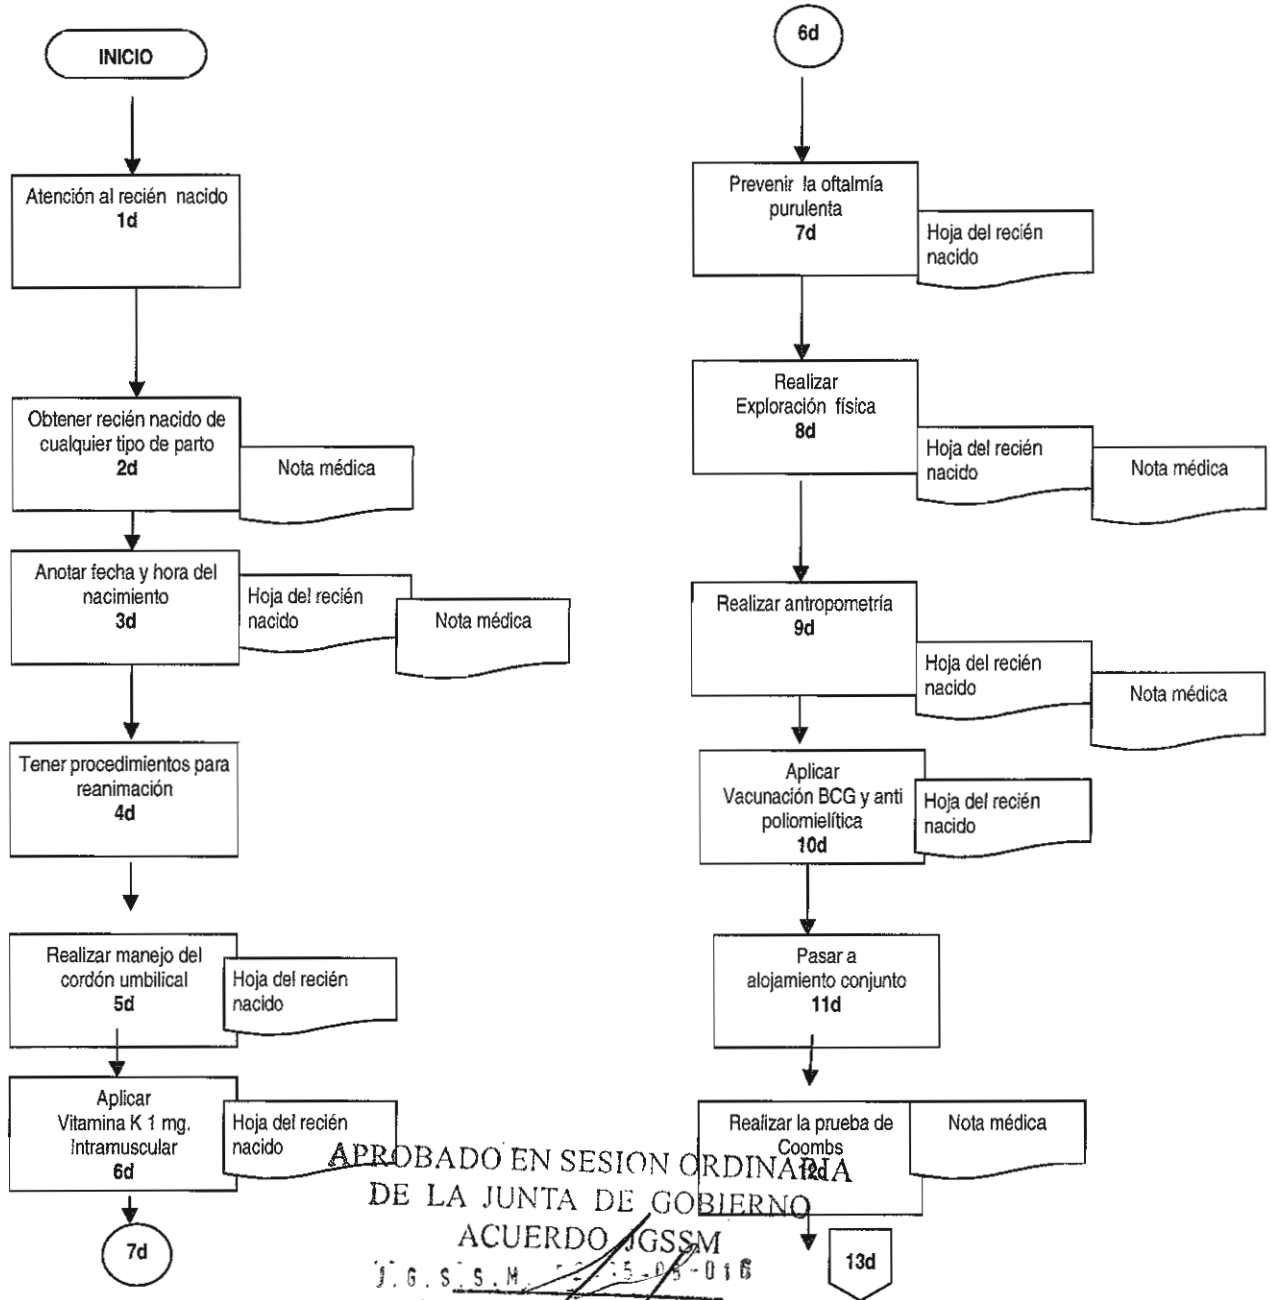 INICIO
Atención al recién nacido
1d
Obtener recién nacido de
cualquier tipo de parto
2d
Nota médica
Anotar fecha y hora del
nacimiento
3d
Hoja del recién
nacido
Nota médica
Tener procedimientos para
reanimación
4d
Realizar manejo del
cordón umbilical
5d
Hoja del recién
nacido
Aplicar
Vitamina K 1 mg.
Intramuscular
6d
Hoja del recién
nacido
7d
6d
Prevenir la oftalmía
purulenta
7d
Hoja del recién
nacido
Realizar
Exploración física
8d
Hoja del recién
nacido
Nota médica
Realizar antropometría
9d
Hoja del recién
nacido
Nota médica
Aplicar
Vacunación BCG y anti
poliomielítica
10d
Hoja del recién
nacido
Pasar a
alojamiento conjunto
11d
Realizar la prueba de
Coombs
12d
Nota médica
13d
APROBADO EN SESION ORDINARIA
DE LA JUNTA DE GOBIERNO
ACUERDO JGSSM
J.G.S.S.M.